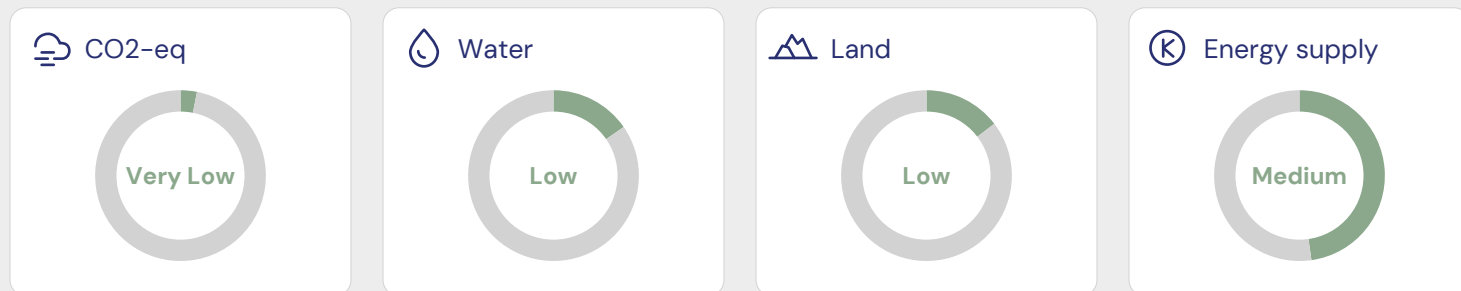 CO2-eq
Very Low
Water
Low
Land
Low
Energy supply
Medium